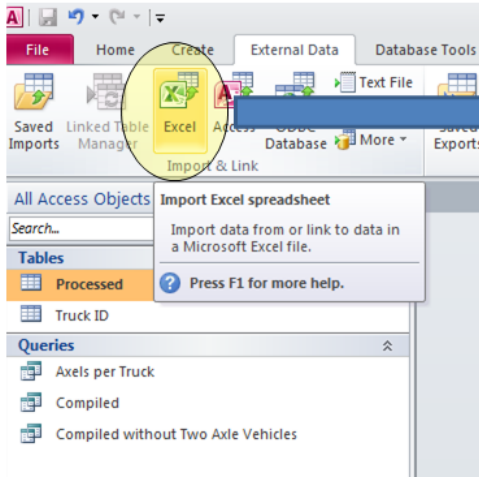 A
File Home Create External Data Database Tools
Text File
Saved Imports
Linked Table Manager
Excel
Access
Database
More
Exports
Import & Link
All Access Objects
Import Excel spreadsheet
Search...
Import data from or link to data in
a Microsoft Excel file.
Tables
Processed
Press F1 for more help.
Truck ID
Queries
Axels per Truck
Compiled
Compiled without Two Axle Vehicles